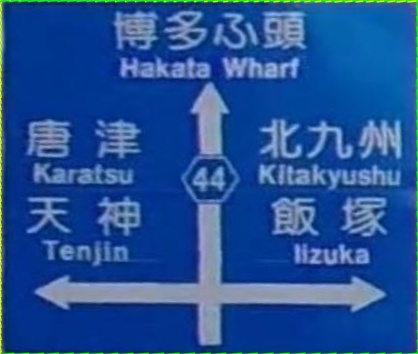 博多ふ頭
Hakata Wharf
唐津
Karatsu
44
北九州
Kitakyushu
天神
Tenjin
飯塚
Iizuka